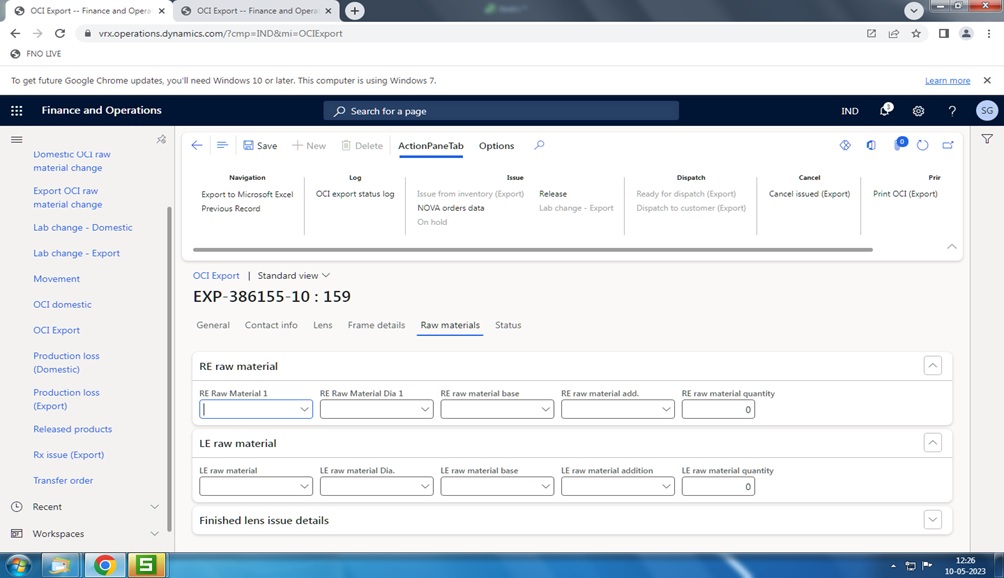 OCI Export -- Finance and Opera
OCI Export -- Finance and Opera
vrx.operations.dynamics.com/?cmp=IND&mi=OCIExport
FNO LIVE
To get future Google Chrome updates, you'll need Windows 10 or later. This computer is using Windows 7.
Learn more
Finance and Operations
Search for a page
IND
1
SG
Domestic OCI raw
material change
Export OCI raw
material change
Lab change - Domestic
Lab change - Export
Movement
OCI domestic
OCI Export
Production loss
(Domestic)
Production loss
(Export)
Released products
Rx issue (Export)
Transfer order
Recent
Workspaces
Save
New
Delete
ActionPaneTab
Options
0
Navigation
Export to Microsoft Excel
Previous Record
Log
OCI export status log
Issue
Issue from inventory (Export)
NOVA orders data
On hold
Release
Lab change - Export
Dispatch
Ready for dispatch (Export)
Dispatch to customer (Export)
Cancel
Cancel issued (Export)
Prir
Print OCI (Export)
OCI Export | Standard view
EXP-386155-10 : 159
General Contact info Lens Frame details Raw materials Status
RE raw material
RE Raw Material 1 RE Raw Material Dia 1 RE raw material base RE raw material add. RE raw material quantity
0
LE raw material
LE raw material LE raw material Dia. LE raw material base LE raw material addition LE raw material quantity
0
Finished lens issue details
12:26
10-05-2023